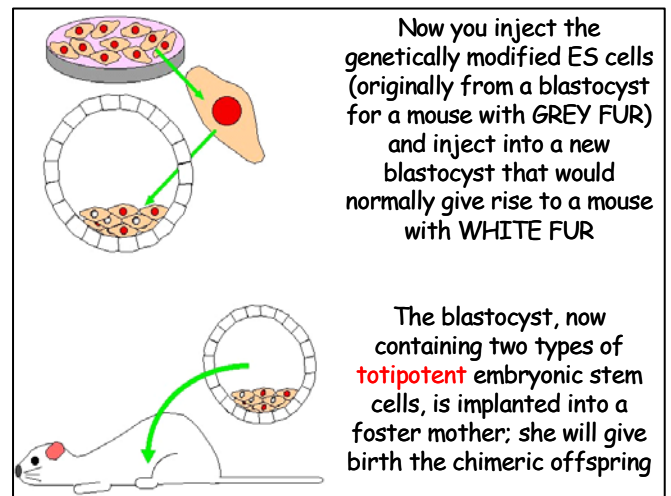 Now you inject the
genetically modified ES cells
(originally from a blastocyst
for a mouse with GREY FUR)
and inject into a new
blastocyst that would
normally give rise to a mouse
with WHITE FUR
The blastocyst, now
containing two types of
totipotent embryonic stem
cells, is implanted into a
foster mother; she will give
birth the chimeric offspring